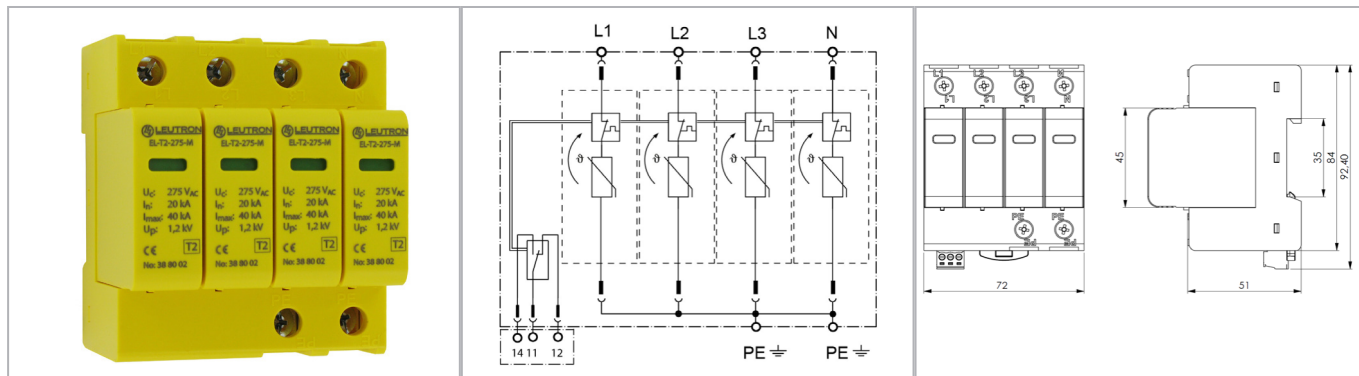 LEUTRON
EL-T2-275-M
Uc: 275 VAC
In: 20 kA
Imax: 40 kA
Up: 1,2 kV
CE T2
No: 38 80 02
LEUTRON
EL-T2-275-M
Uc: 275 VAC
In: 20 kA
Imax: 40 kA
Up: 1,2 kV
CE T2
No: 38 80 02
LEUTRON
EL-T2-275-M
Uc: 275 VAC
In: 20 kA
Imax: 40 kA
Up: 1,2 kV
CE T2
No: 38 80 02
LEUTRON
EL-T2-275-M
Uc: 275 VAC
In: 20 kA
Imax: 40 kA
Up: 1,2 kV
CE T2
No: 38 80 02
L1 L2 L3 N
ϑ ϑ ϑ ϑ
14 11 12
PE PE
L1 L2 L3
45
35
84
92,40
PE PE
72
51